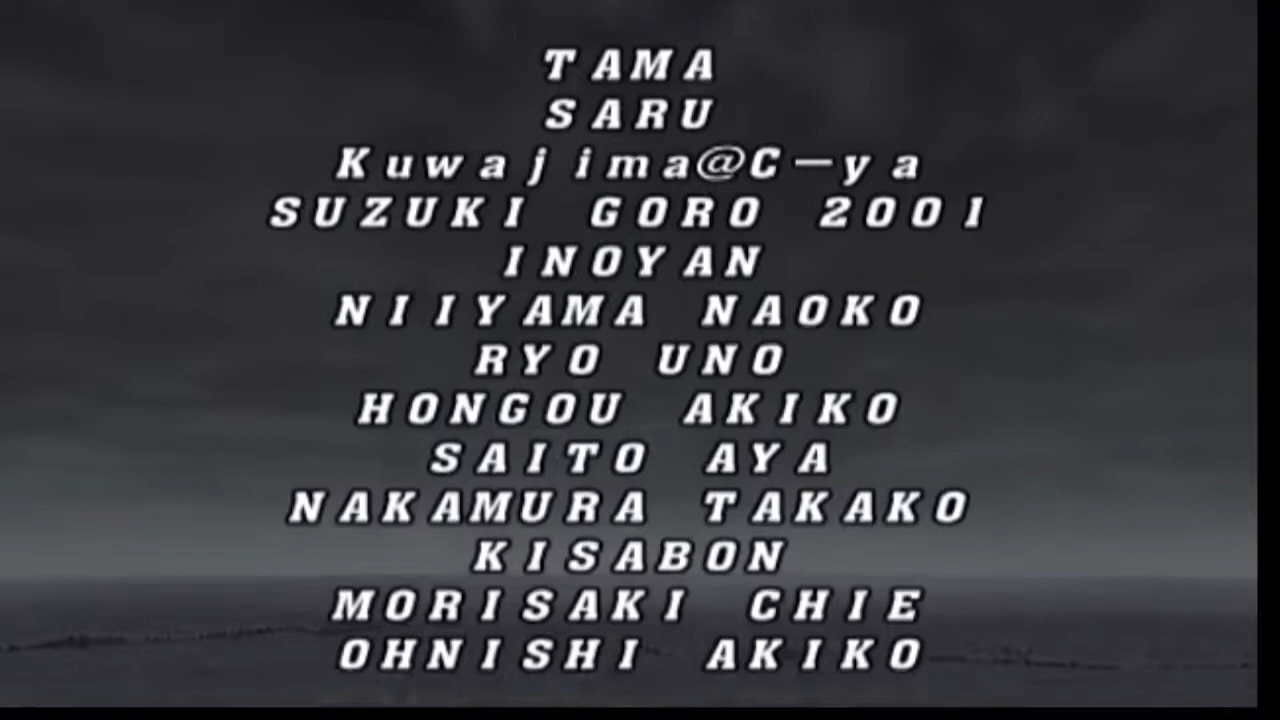 TAMA
SARU
Kuwajima@C—ya
SUZUKI GORO 2001
INOYAN
NIIYAMA NAOKO
RYO UNO
HONGOU AKIKO
SAITO AYA
NAKAMURA TAKAKO
KISABON
MORISAKI CHIE
OHNISHI AKIKO